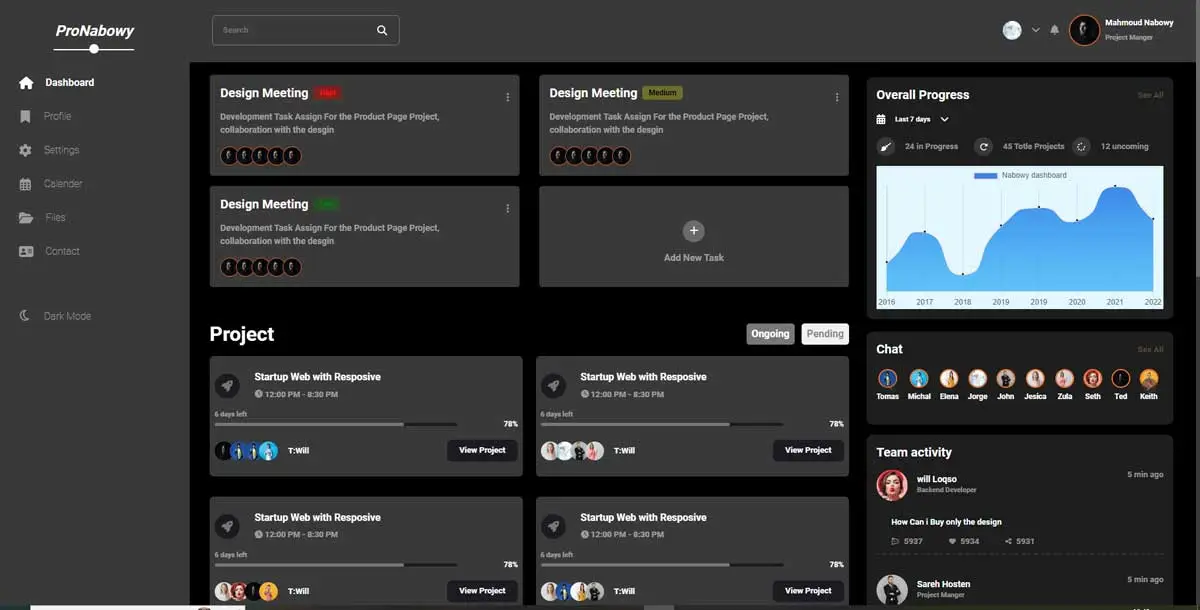 ProNabowy
Search
Mahmoud Nabowy
Project Manger
Dashboard
Profile
Settings
Calender
Files
Contact
Dark Mode
Design Meeting
Development Task Assign For the Product Page Project,
collaboration with the desgin
Design Meeting Medium
Development Task Assign For the Product Page Project,
collaboration with the desgin
Design Meeting
Development Task Assign For the Product Page Project,
collaboration with the desgin
Add New Task
Project
Ongoing
Pending
Startup Web with Resposive
12:00 PM - 8:30 PM
6 days left
78%
T:Will
View Project
Startup Web with Resposive
12:00 PM - 8:30 PM
6 days left
78%
T:Will
View Project
Startup Web with Resposive
12:00 PM - 8:30 PM
6 days left
78%
T:Will
View Project
Startup Web with Resposive
12:00 PM - 8:30 PM
6 days left
78%
T:Will
View Project
Overall Progress
See All
Last 7 days
24 in Progress
45 Totle Projects
12 uncoming
Nabowy dashboard
2016 2017 2018 2019 2019 2020 2021 2022
Chat
See All
Tomas Michal Elena Jorge John Jesica Zula Seth Ted Keith
Team activity
will Loqso
5 min ago
Backend Developer
How Can i Buy only the design
5937 5934 5931
Sareh Hosten
5 min ago
Project Manger